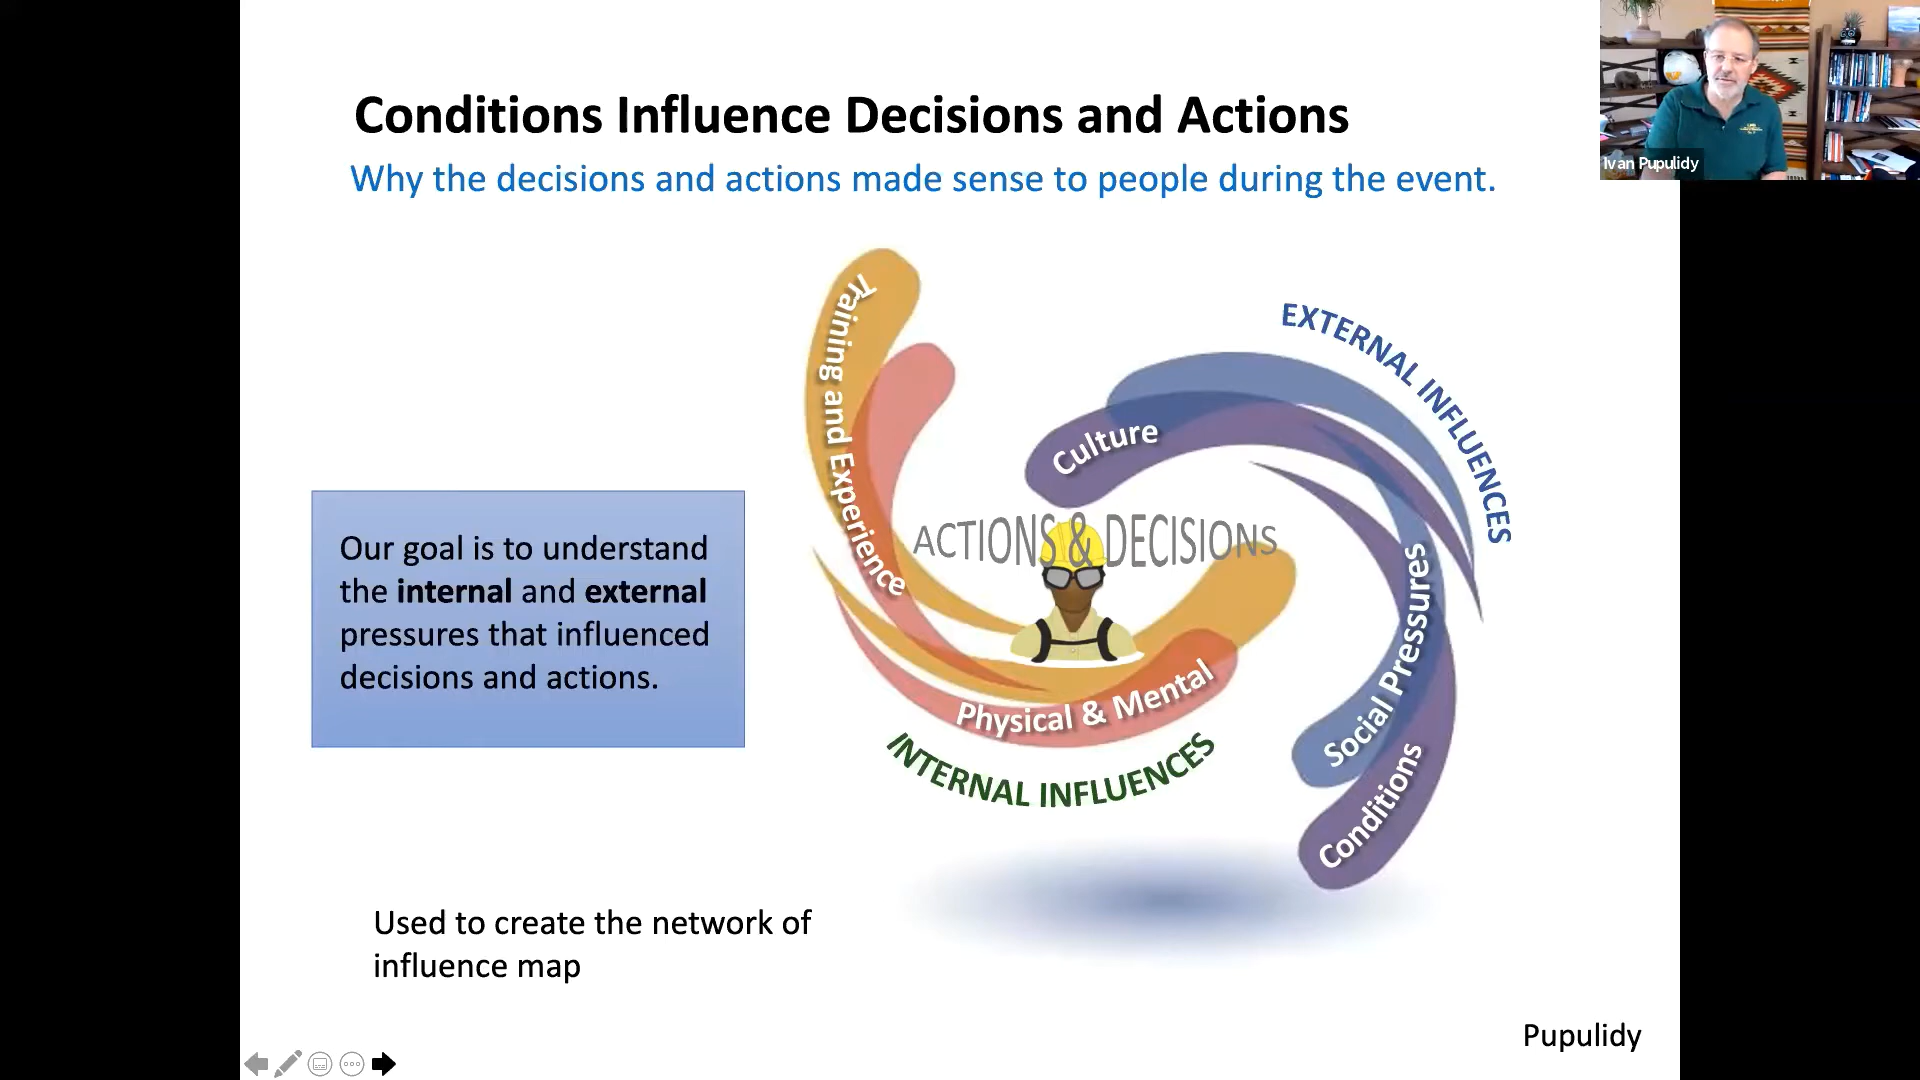 Conditions Influence Decisions and Actions
Why the decisions and actions made sense to people during the event.
Ivan Pupulidy
Training and Experience
EXTERNAL INFLUENCES
Culture
ACTIONS & DECISIONS
Our goal is to understand
the internal and external
pressures that influenced
decisions and actions.
Social Pressures
Physical & Mental
INTERNAL INFLUENCES
Conditions
Used to create the network of
influence map
Pupulidy